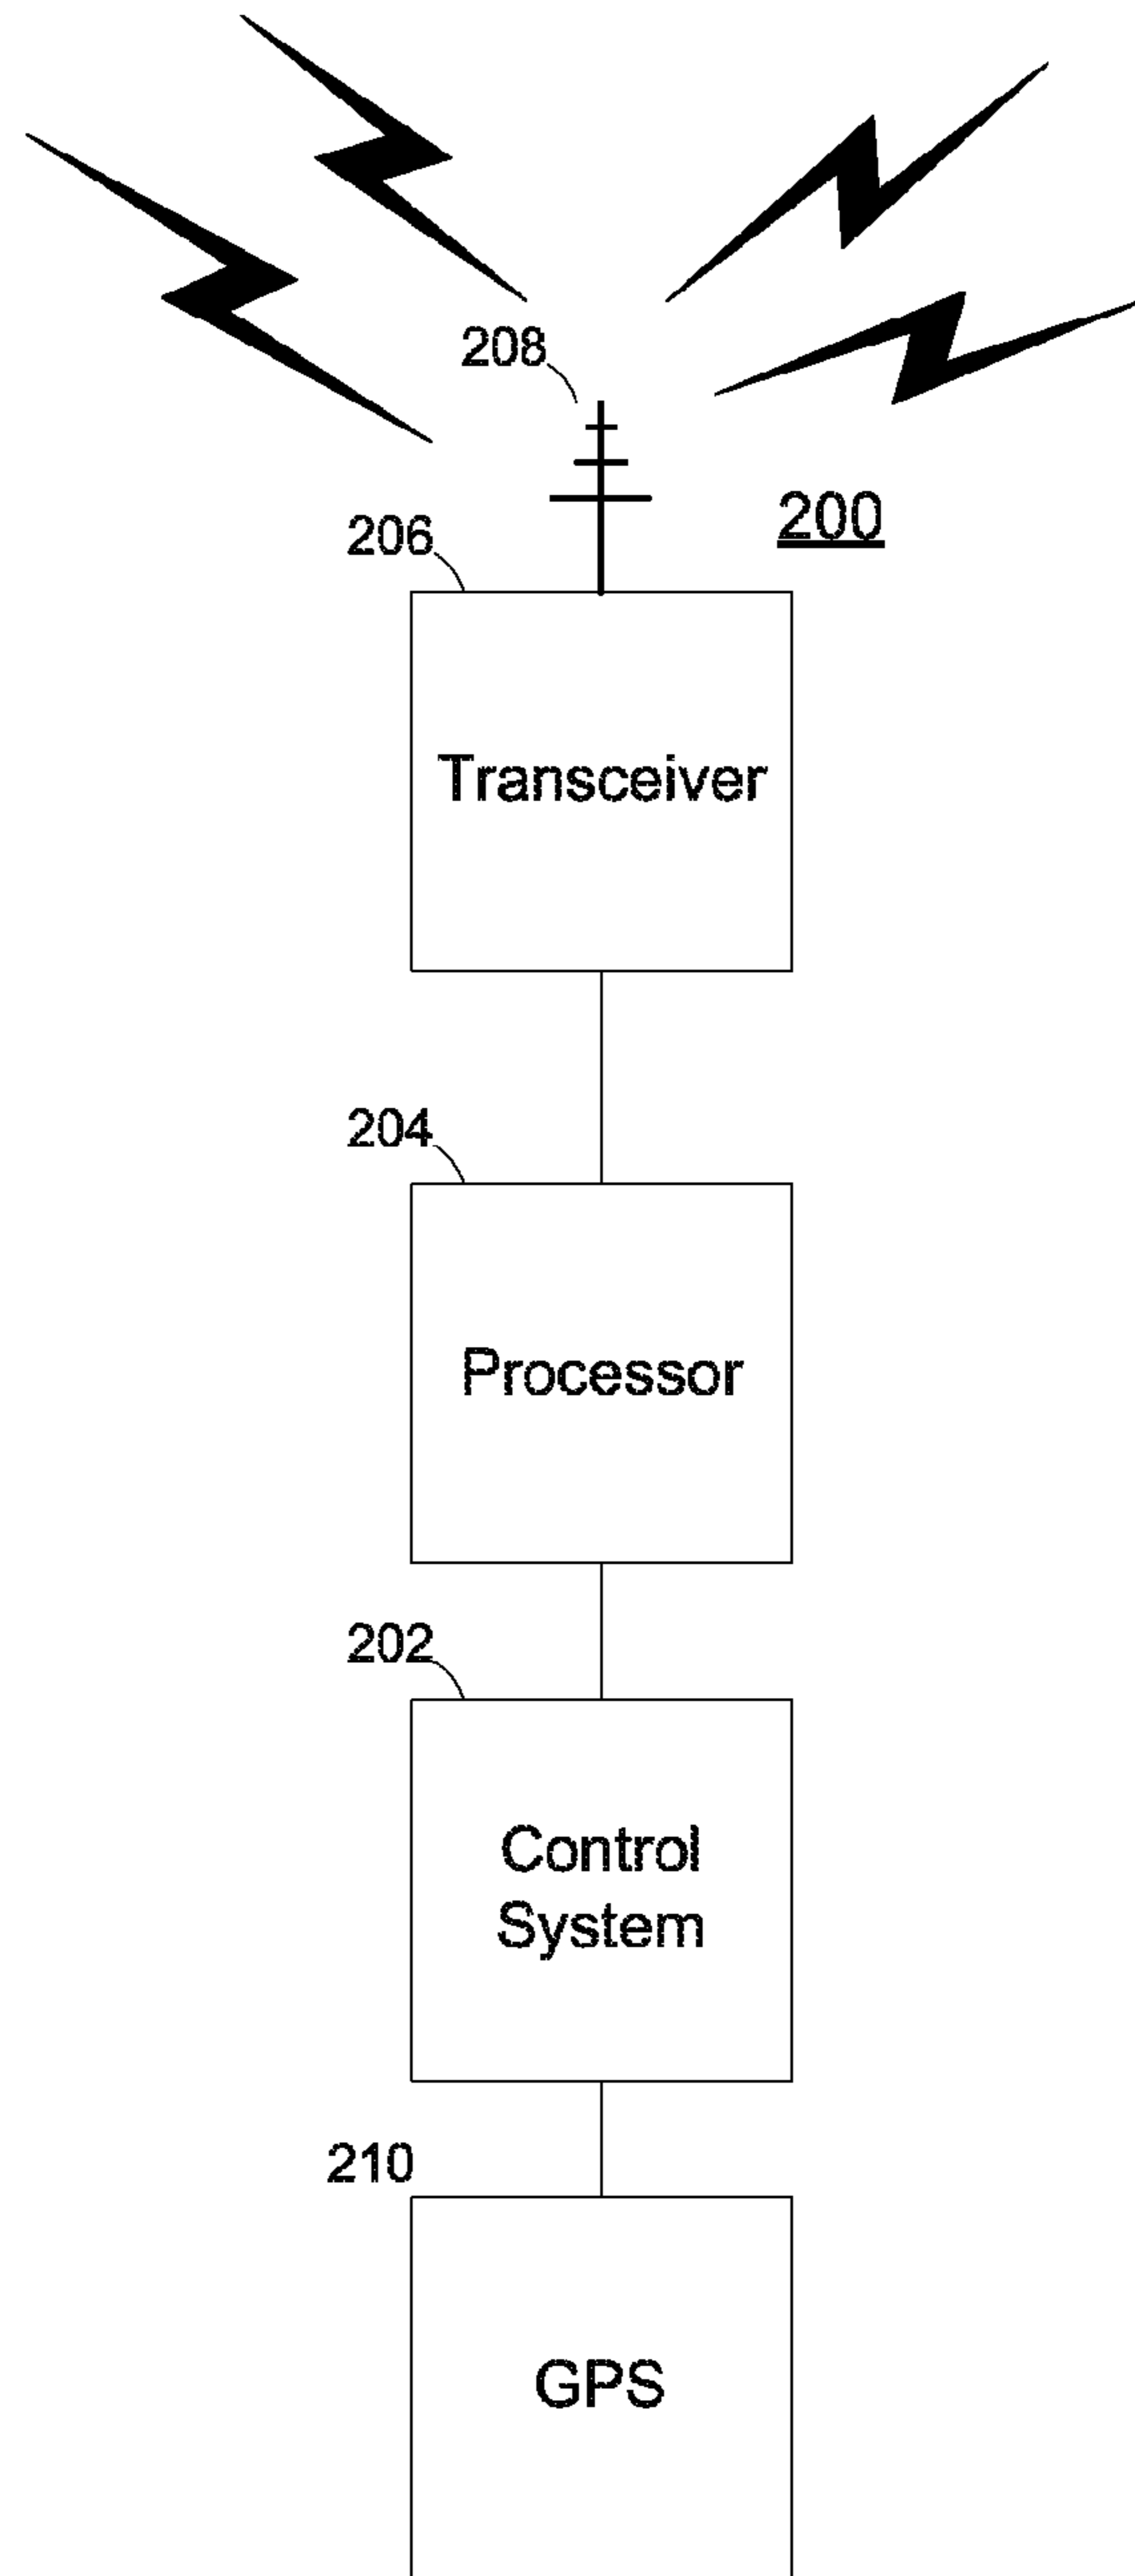 208
200
206
Transceiver
204
Processor
202
Control
System
210
GPS